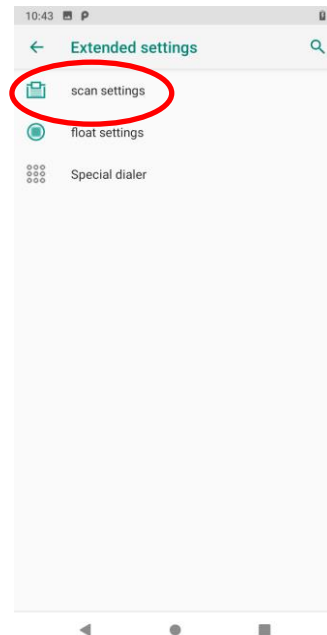 10:43 P
Extended settings
scan settings
float settings
Special dialer